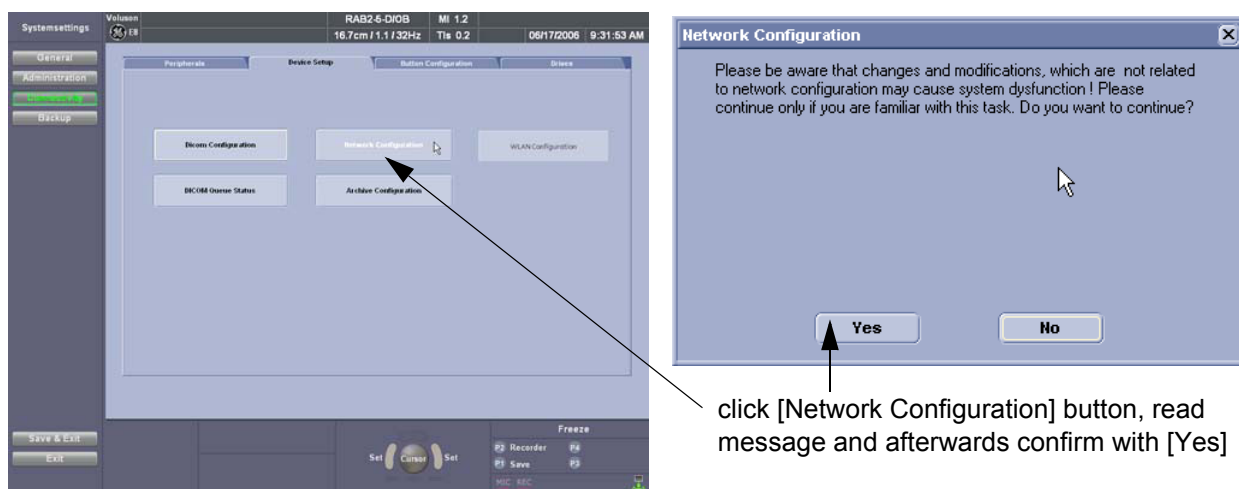 Systemsettings
Voluson
E8
RAB2-5-D/OB MI 1.2
16.7cm / 1.1 / 32Hz TIs 0.2 06/17/2006 9:31:53 AM
General
Administration
Connectivity
Backup
Peripherals Device Setup Button Configuration Drives
Dicom Configuration Network Configuration WLAN Configuration
DICOM Queue Status Archive Configuration
Save & Exit
Exit
Set Cursor Set
Freeze
P2 Recorder P4
P1 Save P3
MIC REC
Network Configuration
Please be aware that changes and modifications, which are not related
to network configuration may cause system dysfunction ! Please
continue only if you are familiar with this task. Do you want to continue?
Yes No
click [Network Configuration] button, read
message and afterwards confirm with [Yes]